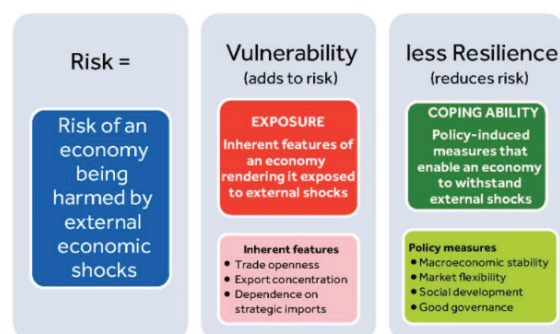 Risk =
Risk of an
economy
being
harmed by
external
economic
shocks
Vulnerability
(adds to risk)
EXPOSURE
Inherent features of
an economy
rendering it exposed
to external shocks
Inherent features
• Trade openness
• Export concentration
• Dependence on
strategic imports
less Resilience
(reduces risk)
COPING ABILITY
Policy-induced
measures that
enable an economy
to withstand
external shocks
Policy measures
• Macroeconomic stability
• Market flexibility
• Social development
• Good governance